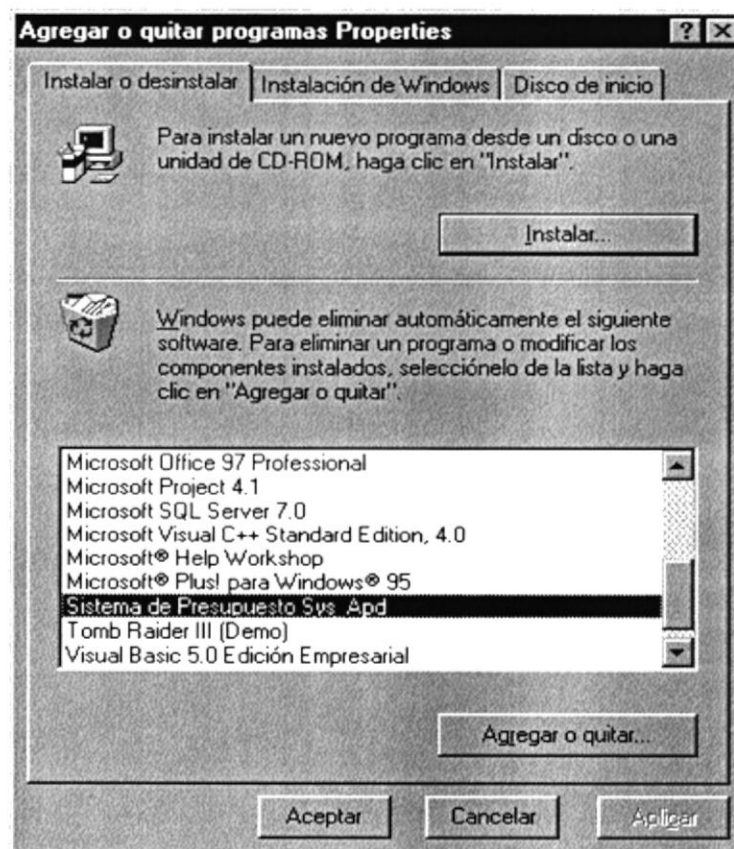 Agregar o quitar programas Properties
Instalar o desinstalar
Instalación de Windows
Disco de inicio
Para instalar un nuevo programa desde un disco o una
unidad de CD-ROM, haga clic en "Instalar".
Instalar...
Windows puede eliminar automáticamente el siguiente
software. Para eliminar un programa o modificar los
componentes instalados, selecciónelo de la lista y haga
clic en "Agregar o quitar".
Microsoft Office 97 Professional
Microsoft Project 4.1
Microsoft SQL Server 7.0
Microsoft Visual C++ Standard Edition, 4.0
Microsoft® Help Workshop
Microsoft® Plus! para Windows® 95
Sistema de Presupuesto Sys_Apd
Tomb Raider III (Demo)
Visual Basic 5.0 Edición Empresarial
Agregar o quitar...
Aceptar
Cancelar
Aplicar